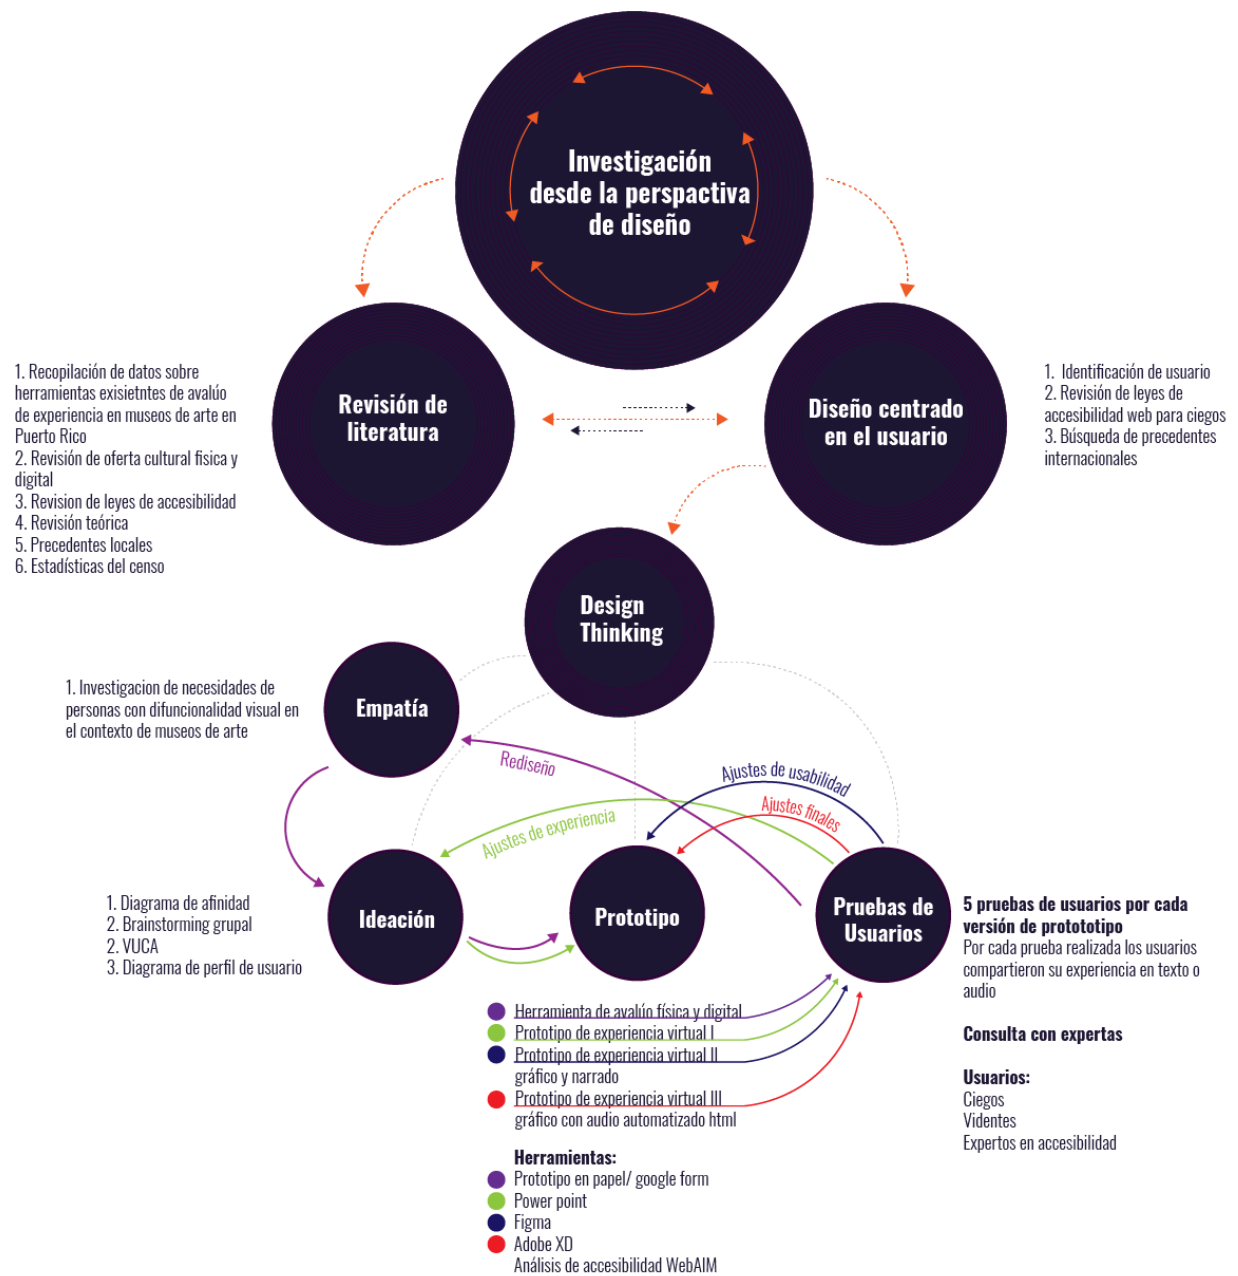 Investigación
desde la perspactiva
de diseño
Revisión de
literatura
Diseño centrado
en el usuario
1. Recopilación de datos sobre
herramientas exisietntes de avalúo
de experiencia en museos de arte en
Puerto Rico
2. Revisión de oferta cultural fisica y
digital
3. Revision de leyes de accesibilidad
4. Revisión teórica
5. Precedentes locales
6. Estadísticas del censo
1. Identificación de usuario
2. Revisión de leyes de
accesibilidad web para ciegos
3. Búsqueda de precedentes
internacionales
Design
Thinking
Empatía
1. Investigacion de necesidades de
personas con difuncionalidad visual en
el contexto de museos de arte
Rediseño
Ajustes de usabilidad
Ajustes finales
Ajustes de experiencia
Ideación
Prototipo
Pruebas de
Usuarios
1. Diagrama de afinidad
2. Brainstorming grupal
2. VUCA
3. Diagrama de perfil de usuario
5 pruebas de usuarios por cada
versión de protototipo
Por cada prueba realizada los usuarios
compartieron su experiencia en texto o
audio
Consulta con expertas
Usuarios:
Ciegos
Videntes
Expertos en accesibilidad
Herramienta de avalúo física y digital
Prototipo de experiencia virtual I
Prototipo de experiencia virtual II
gráfico y narrado
Prototipo de experiencia virtual III
gráfico con audio automatizado html
Herramientas:
Prototipo en papel/ google form
Power point
Figma
Adobe XD
Análisis de accesibilidad WebAIM